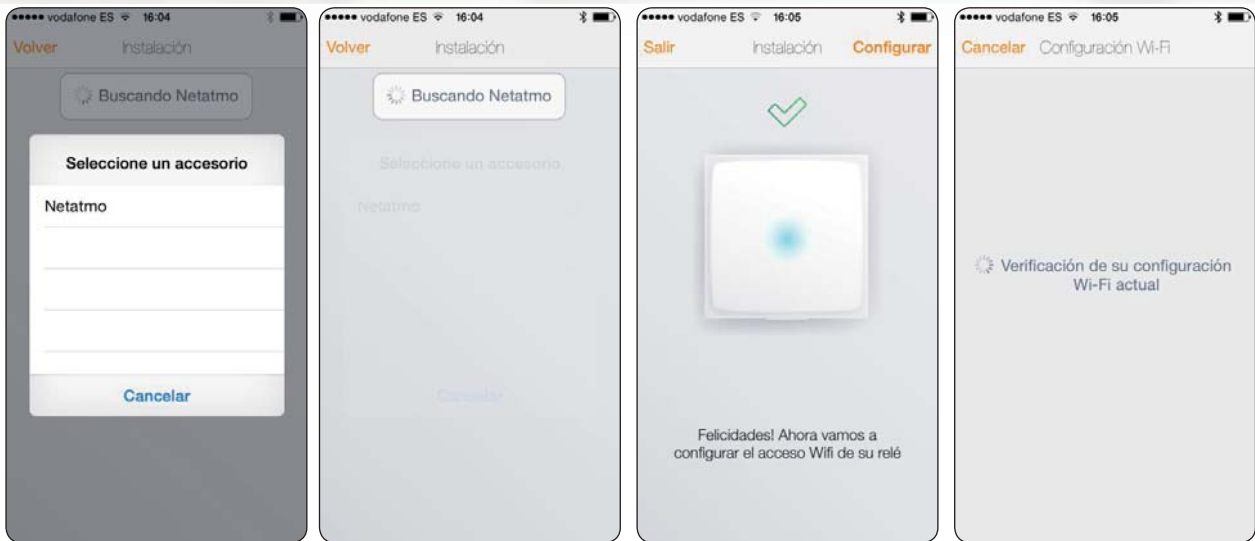 vodafone ES 16:04
Volver Instalación
Buscando Netatmo
Seleccione un accesorio
Netatmo
Cancelar
vodafone ES 16:04
Volver Instalación
Buscando Netatmo
Seleccione un accesorio
Netatmo
Cancelar
vodafone ES 16:05
Salir Instalación Configurar
Felicidades! Ahora vamos a
configurar el acceso Wifi de su relé
vodafone ES 16:05
Cancelar Configuración Wi-Fi
Verificación de su configuración
Wi-Fi actual